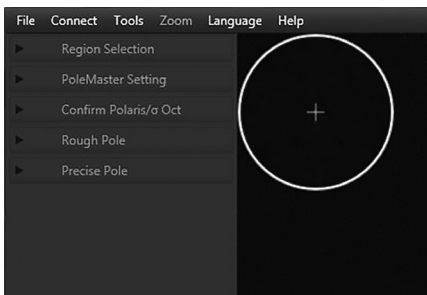 File Connect Tools Zoom Language Help
Region Selection
PoleMaster Setting
Confirm Polaris/σ Oct
Rough Pole
Precise Pole